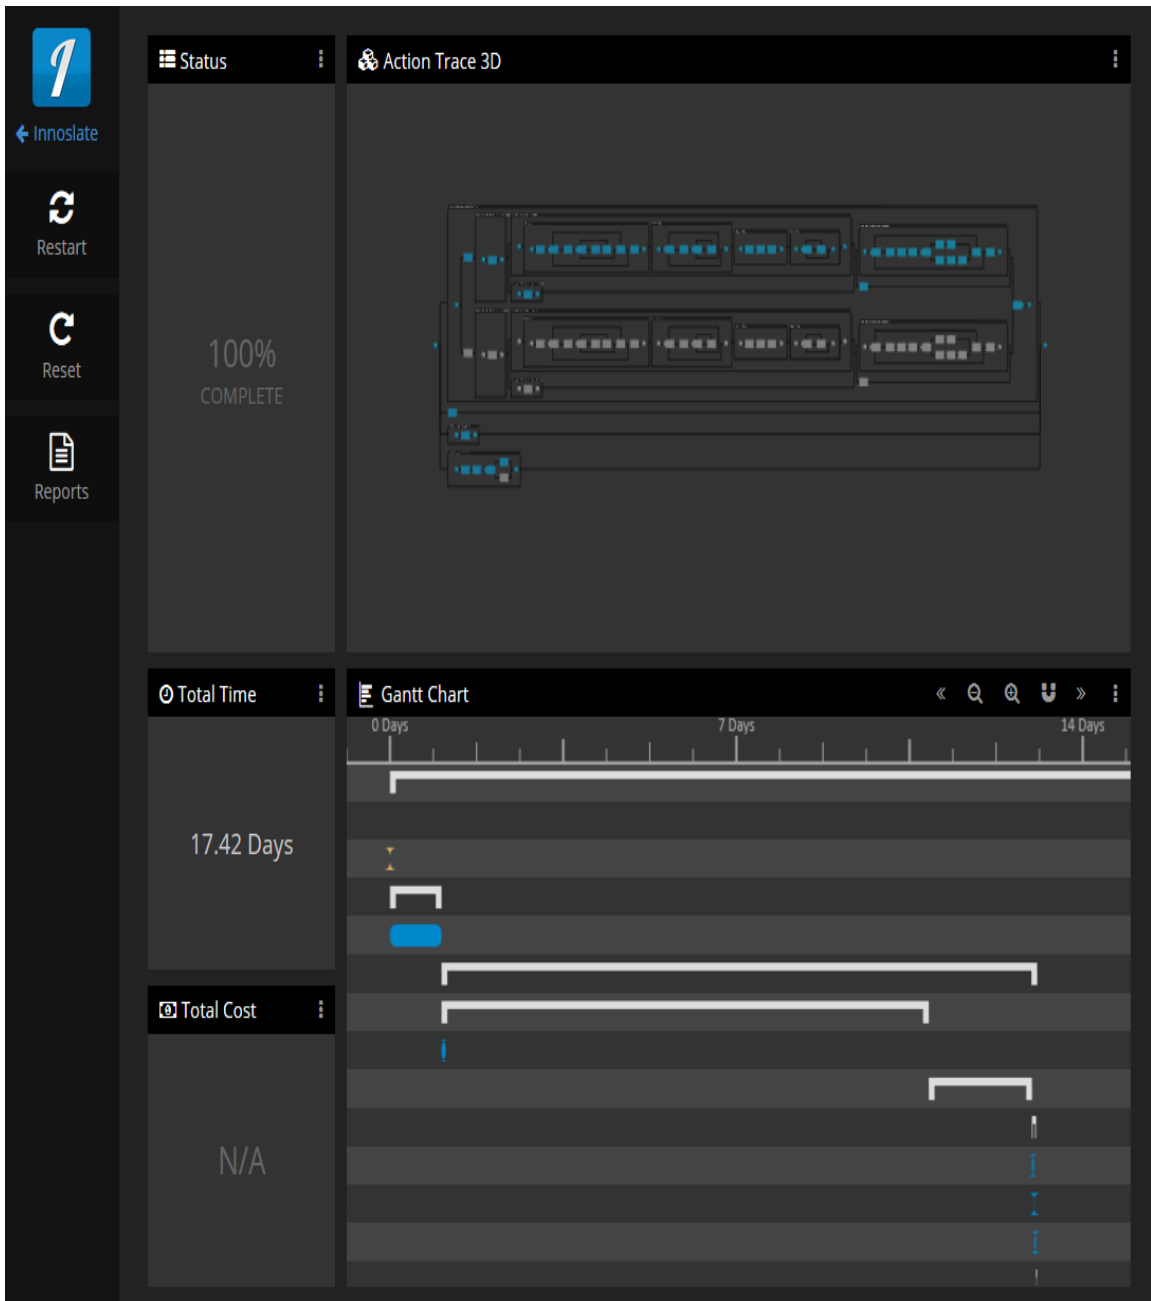 Innoslate
Restart
Reset
Reports
Status
100%
COMPLETE
Action Trace 3D
Total Time
17.42 Days
Total Cost
N/A
Gantt Chart
0 Days
7 Days
14 Days